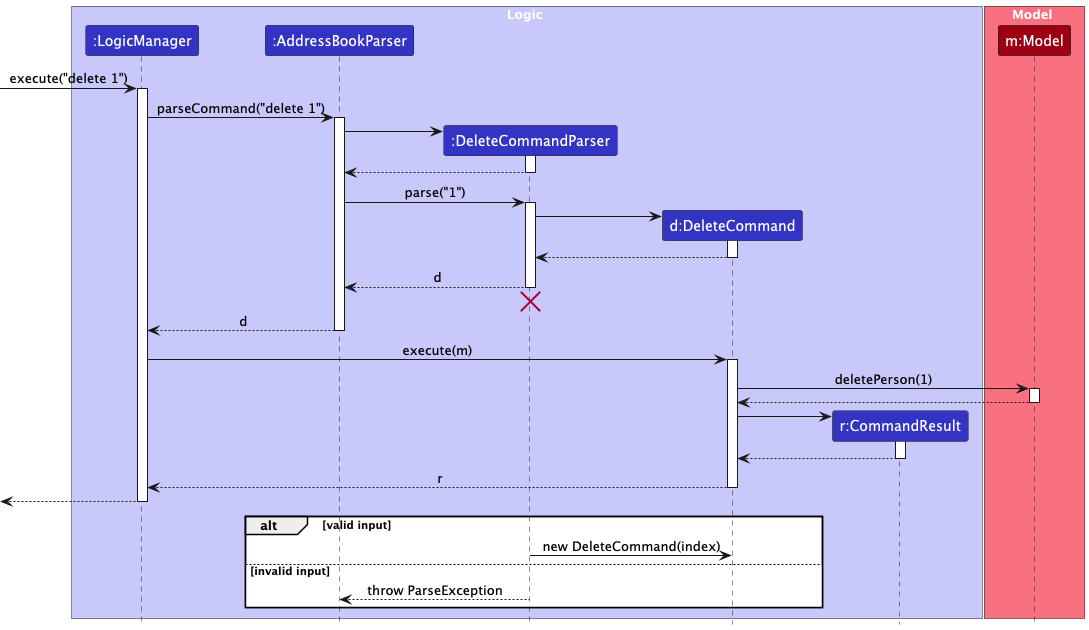 Logic
Model
:LogicManager
:AddressBookParser
m:Model
execute("delete 1")
parseCommand("delete 1")
:DeleteCommandParser
parse("1")
d:DeleteCommand
d
d
execute(m)
deletePerson(1)
r:CommandResult
r
alt
[valid input]
new DeleteCommand(index)
[invalid input]
throw ParseException